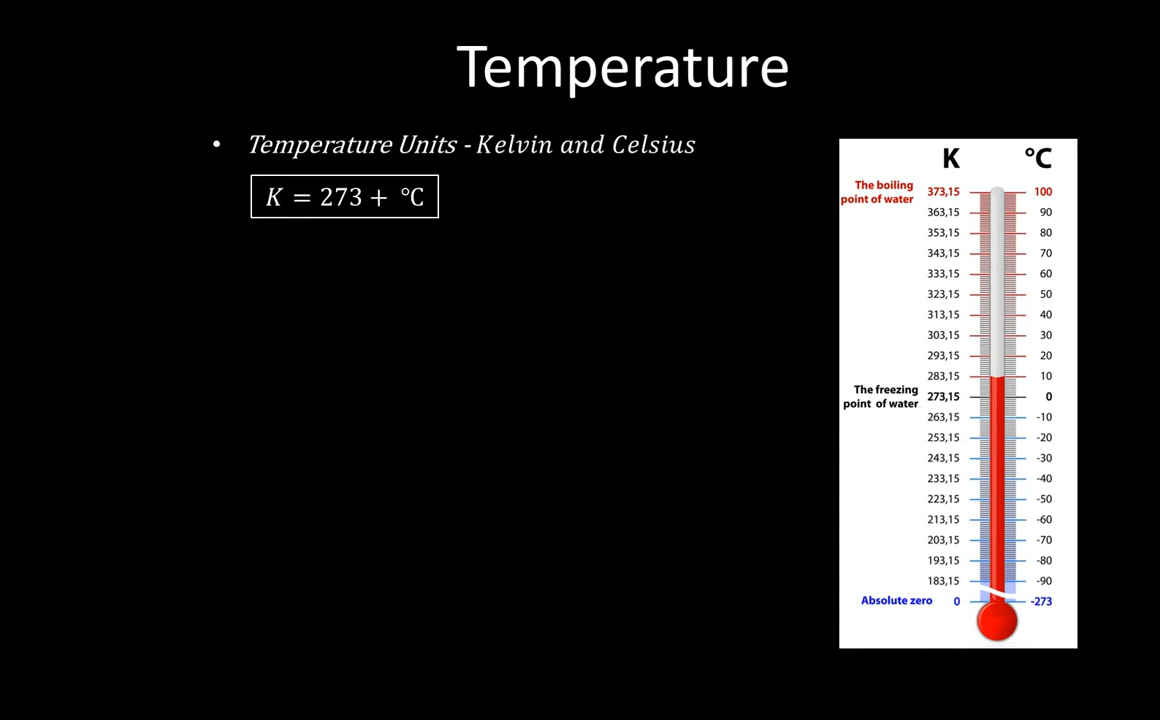 Temperature
• Temperature Units - Kelvin and Celsius
K = 273 + °C
K °C
The boiling
point of water 373,15 100
363,15 90
353,15 80
343,15 70
333,15 60
323,15 50
313,15 40
303,15 30
293,15 20
283,15 10
The freezing
point of water 273,15 0
263,15 -10
253,15 -20
243,15 -30
233,15 -40
223,15 -50
213,15 -60
203,15 -70
193,15 -80
183,15 -90
Absolute zero 0 -273